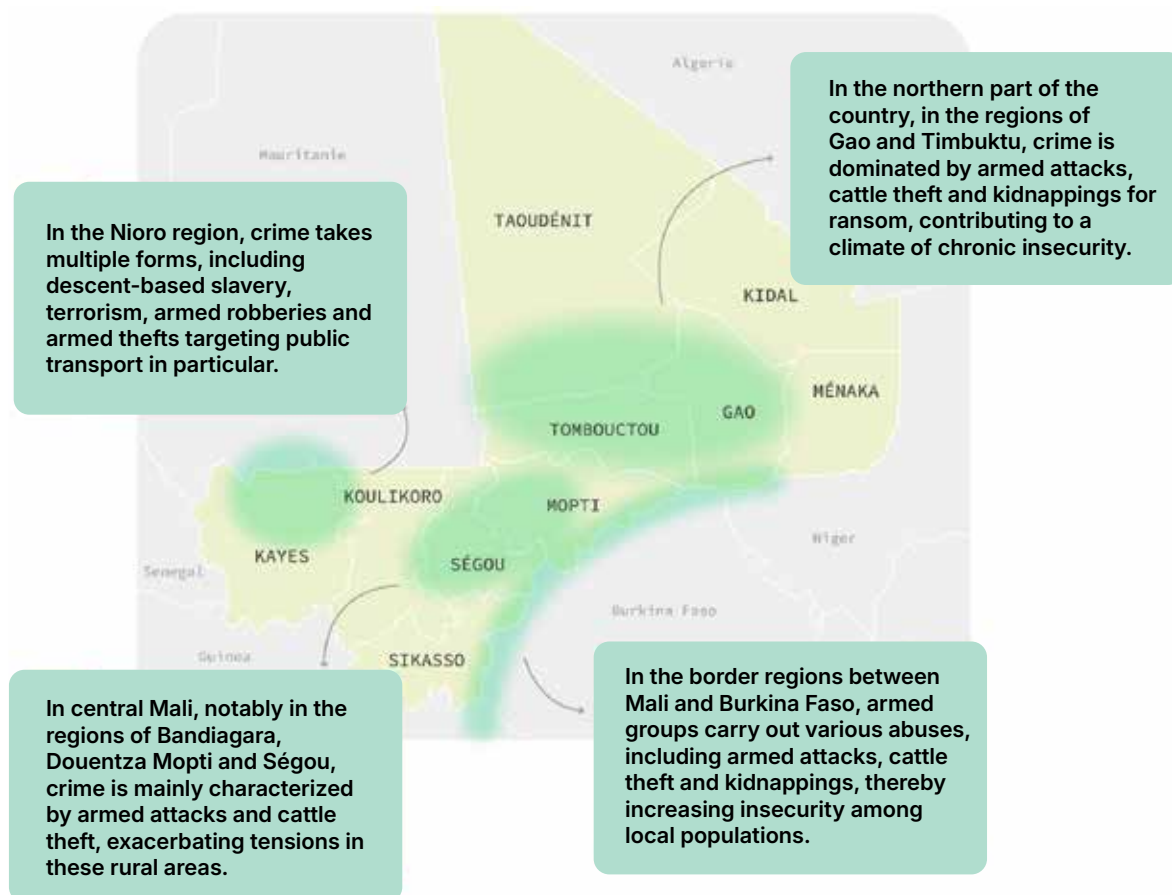 Algeria
In the northern part of the
country, in the regions of
Gao and Timbuktu, crime is
dominated by armed attacks,
cattle theft and kidnappings for
ransom, contributing to a
climate of chronic insecurity.
Mauritanie
In the Nioro region, crime takes
multiple forms, including
descent-based slavery,
terrorism, armed robberies and
armed thefts targeting public
transport in particular.
TAOUDÉNIT
KIDAL
MÉNAKA
GAO
TOMBOUCTOU
KOULIKORO
MOPTI
KAYES
SÉGOU
Niger
Senegal
Burkina Faso
Guinea
SIKASSO
In central Mali, notably in the
regions of Bandiagara,
Douentza Mopti and Ségou,
crime is mainly characterized
by armed attacks and cattle
theft, exacerbating tensions in
these rural areas.
In the border regions between
Mali and Burkina Faso, armed
groups carry out various abuses,
including armed attacks, cattle
theft and kidnappings, thereby
increasing insecurity among
local populations.